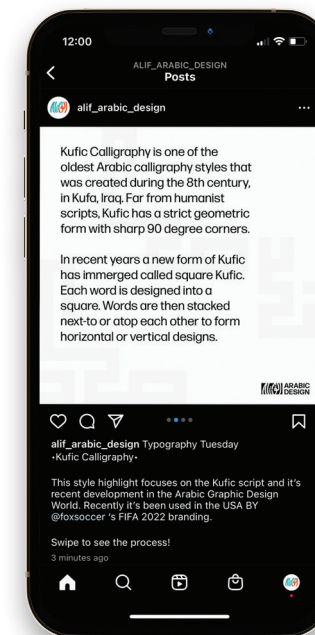 12:00
ALIF_ARABIC_DESIGN
Posts
alif_arabic_design
Kufic Calligraphy is one of the
oldest Arabic calligraphy styles that
was created during the 8th century,
in Kufa, Iraq. Far from humanist
scripts, Kufic has a strict geometric
form with sharp 90 degree corners.
In recent years a new form of Kufic
has immerged called square Kufic.
Each word is designed into a
square. Words are then stacked
next-to or atop each other to form
horizontal or vertical designs.
ARABIC
DESIGN
alif_arabic_design Typography Tuesday
•Kufic Calligraphy•
This style highlight focuses on the Kufic script and it's
recent development in the Arabic Graphic Design
World. Recently it's been used in the USA BY
@foxsoccer 's FIFA 2022 branding.
Swipe to see the process!
3 minutes ago